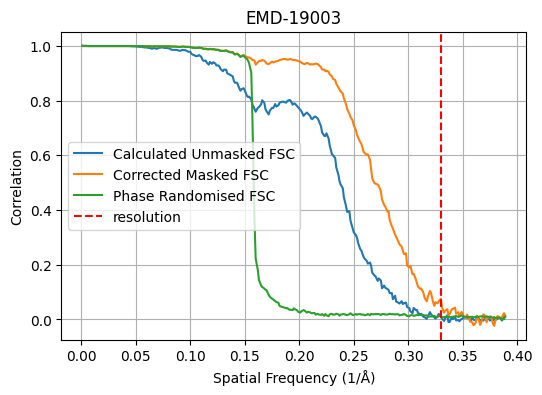 EMD-19003
1.0
0.8
0.6
0.4
0.2
0.0
Correlation
Calculated Unmasked FSC
Corrected Masked FSC
Phase Randomised FSC
resolution
0.00 0.05 0.10 0.15 0.20 0.25 0.30 0.35 0.40
Spatial Frequency (1/Å)